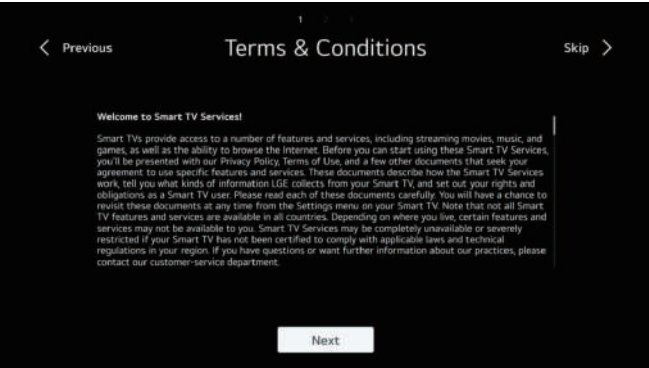 1 2 3
Previous
Terms & Conditions
Skip
Welcome to Smart TV Services!
Smart TVs provide access to a number of features and services, including streaming movies, music, and
games, as well as the ability to browse the Internet. Before you can start using these Smart TV Services,
you'll be presented with our Privacy Policy, Terms of Use, and a few other documents that seek your
agreement to use specific features and services. These documents describe how the Smart TV Services
work, tell you what kinds of information LGE collects from your Smart TV, and set out your rights and
obligations as a Smart TV user. Please read each of these documents carefully. You will have a chance to
revisit these documents at any time from the Settings menu on your Smart TV. Note that not all Smart
TV features and services are available in all countries. Depending on where you live, certain features and
services may not be available to you. Smart TV Services may be completely unavailable or severely
restricted if your Smart TV has not been certified to comply with applicable laws and technical
regulations in your region. If you have questions or want further information about our practices, please
contact our customer-service department.
Next